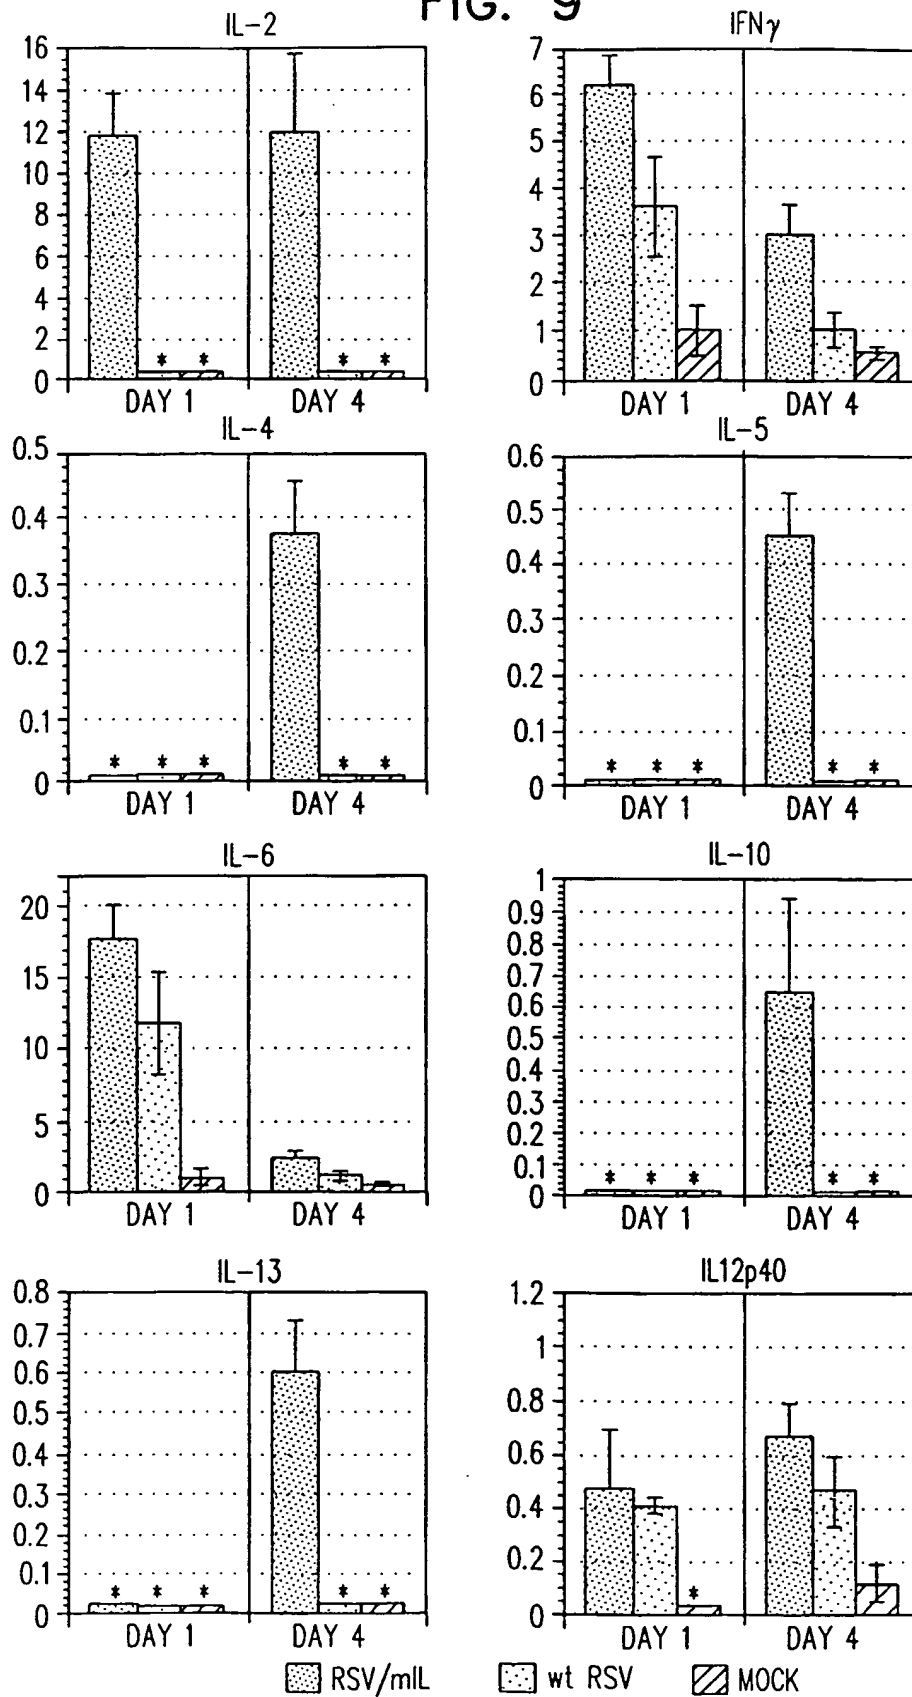 FIG. 9
IL-2
16
14
12
10
8
6
4
2
0
* * * *
DAY 1 DAY 4
IFNγ
7
6
5
4
3
2
1
0
DAY 1 DAY 4
IL-4
0.5
0.4
0.3
0.2
0.1
0
* * * * *
DAY 1 DAY 4
IL-5
0.6
0.5
0.4
0.3
0.2
0.1
0
* * * * *
DAY 1 DAY 4
IL-6
20
15
10
5
0
DAY 1 DAY 4
IL-10
1
0.9
0.8
0.7
0.6
0.5
0.4
0.3
0.2
0.1
0
* * * * *
DAY 1 DAY 4
IL-13
0.8
0.7
0.6
0.5
0.4
0.3
0.2
0.1
0
* * * * *
DAY 1 DAY 4
IL12p40
1.2
1
0.8
0.6
0.4
0.2
0
*
DAY 1 DAY 4
RSV/mIL wt RSV MOCK